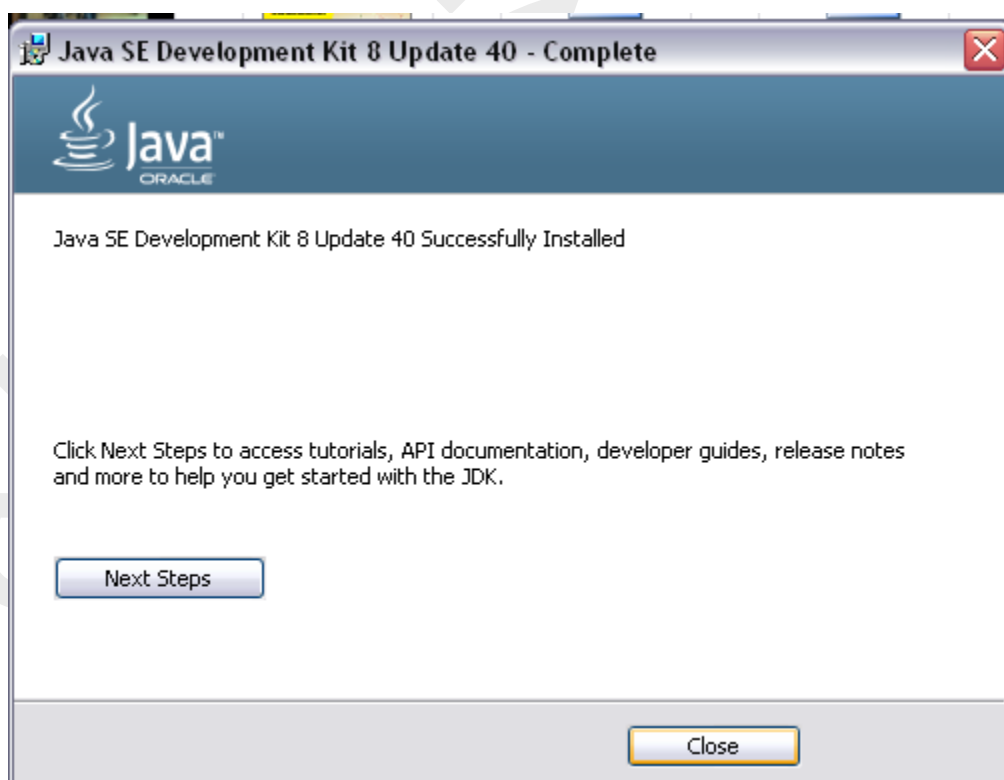 Java SE Development Kit 8 Update 40 - Complete
Java™
ORACLE
Java SE Development Kit 8 Update 40 Successfully Installed
Click Next Steps to access tutorials, API documentation, developer guides, release notes
and more to help you get started with the JDK.
Next Steps
Close